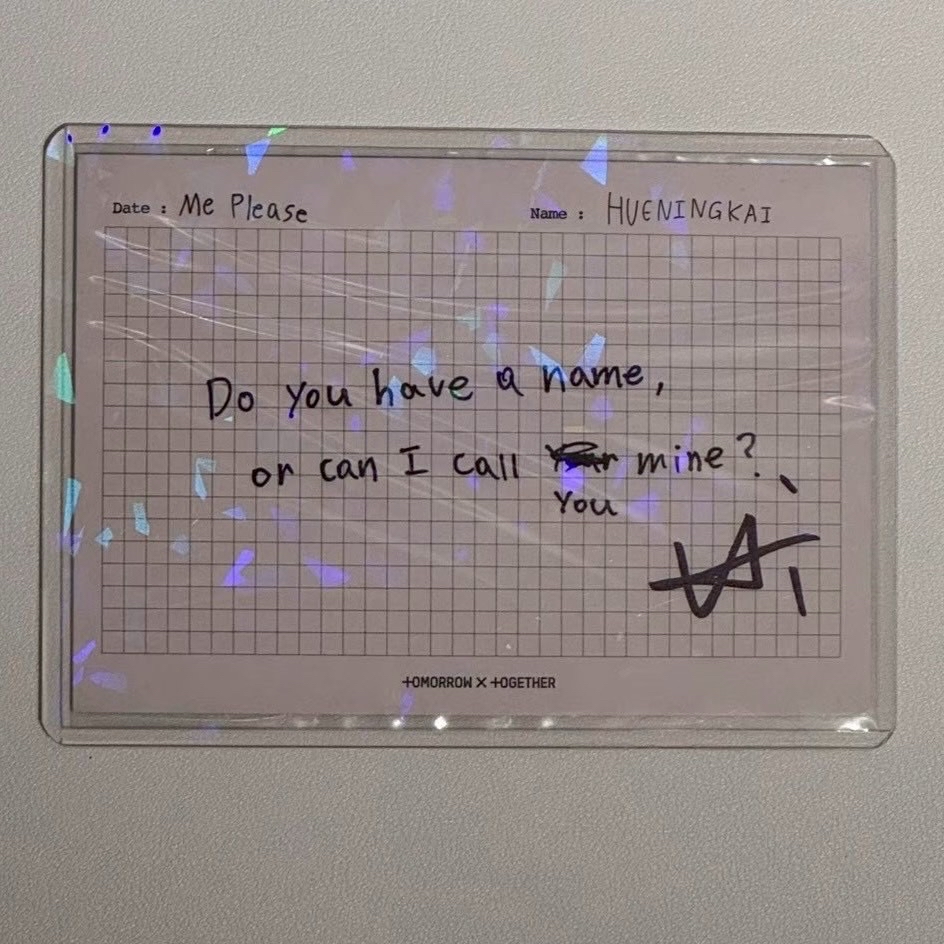 Date : Me Please
Name : HUENINGKAI
Do you have a name,
or can I call mine?
You
TOMORROW X TOGETHER